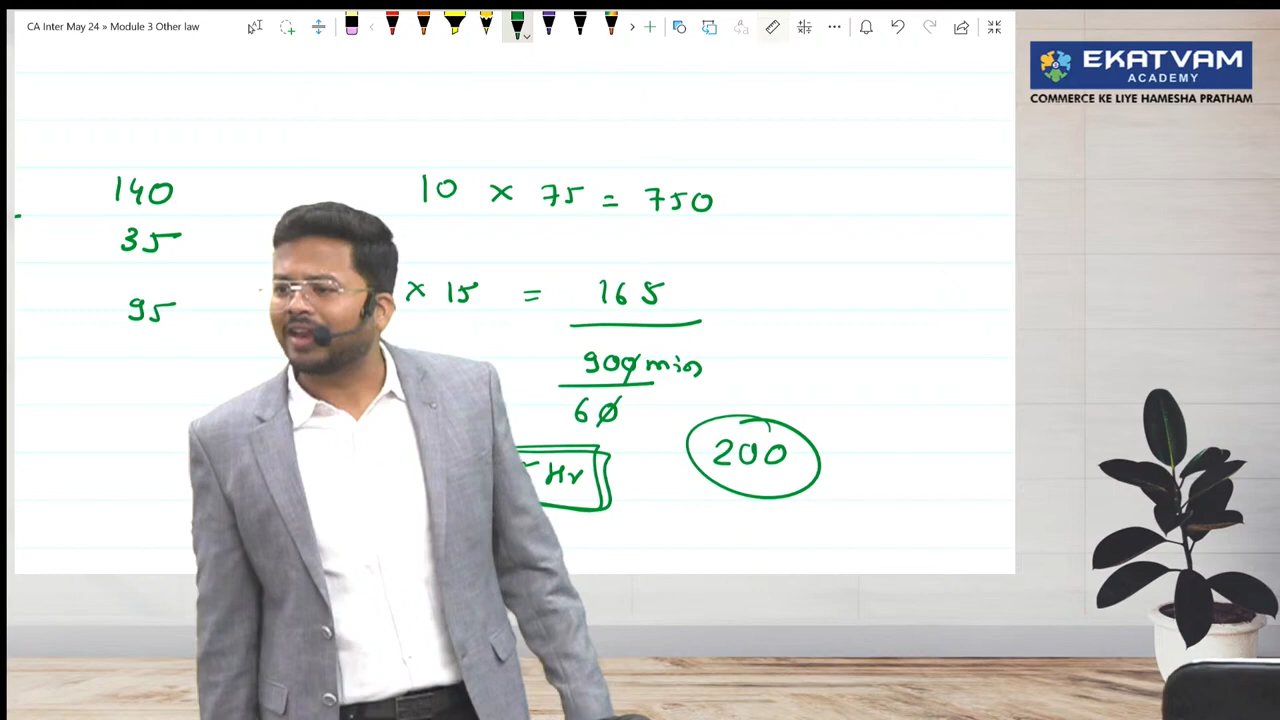 CA Inter May 24 » Module 3 Other law
EKATVAM
ACADEMY
COMMERCE KE LIYE HAMESHA PRATHAM
140
10 × 75 = 750
35
95
× 15 = 165
900 min
60
Hr
200